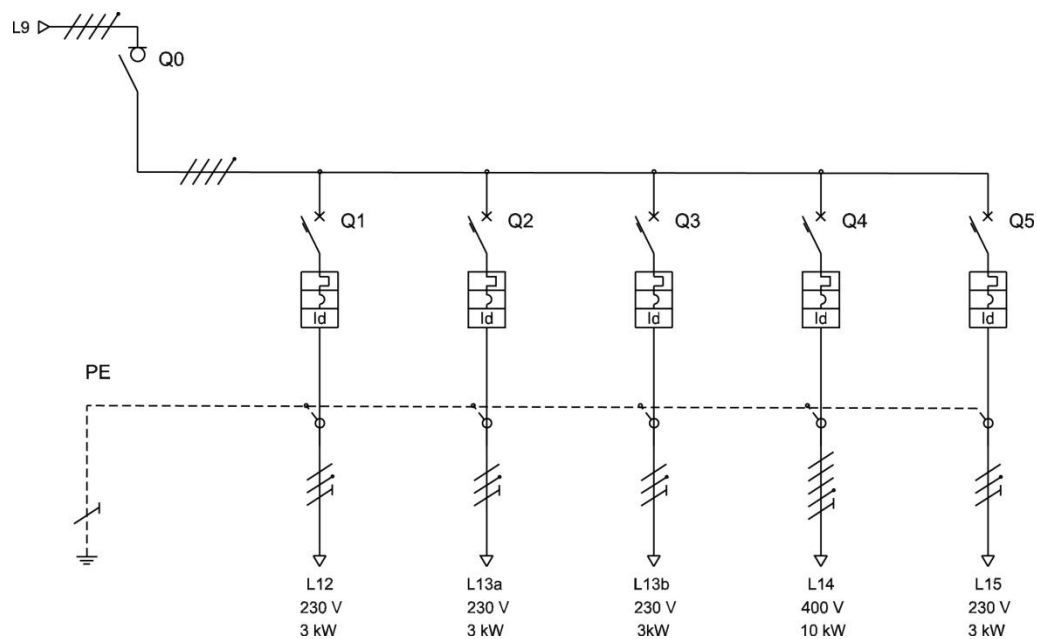 L9
Q0
Q1 Q2 Q3 Q4 Q5
Id Id Id Id Id
PE
L12 L13a L13b L14 L15
230 V 230 V 230 V 400 V 230 V
3 kW 3 kW 3kW 10 kW 3 kW